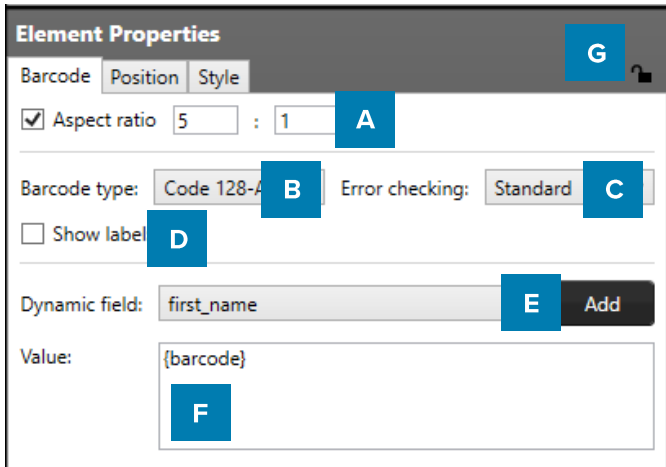 Element Properties
G
Barcode Position Style
Aspect ratio 5 : 1 A
Barcode type: Code 128-A B Error checking: Standard C
Show label D
Dynamic field: first_name E Add
Value: {barcode}
F